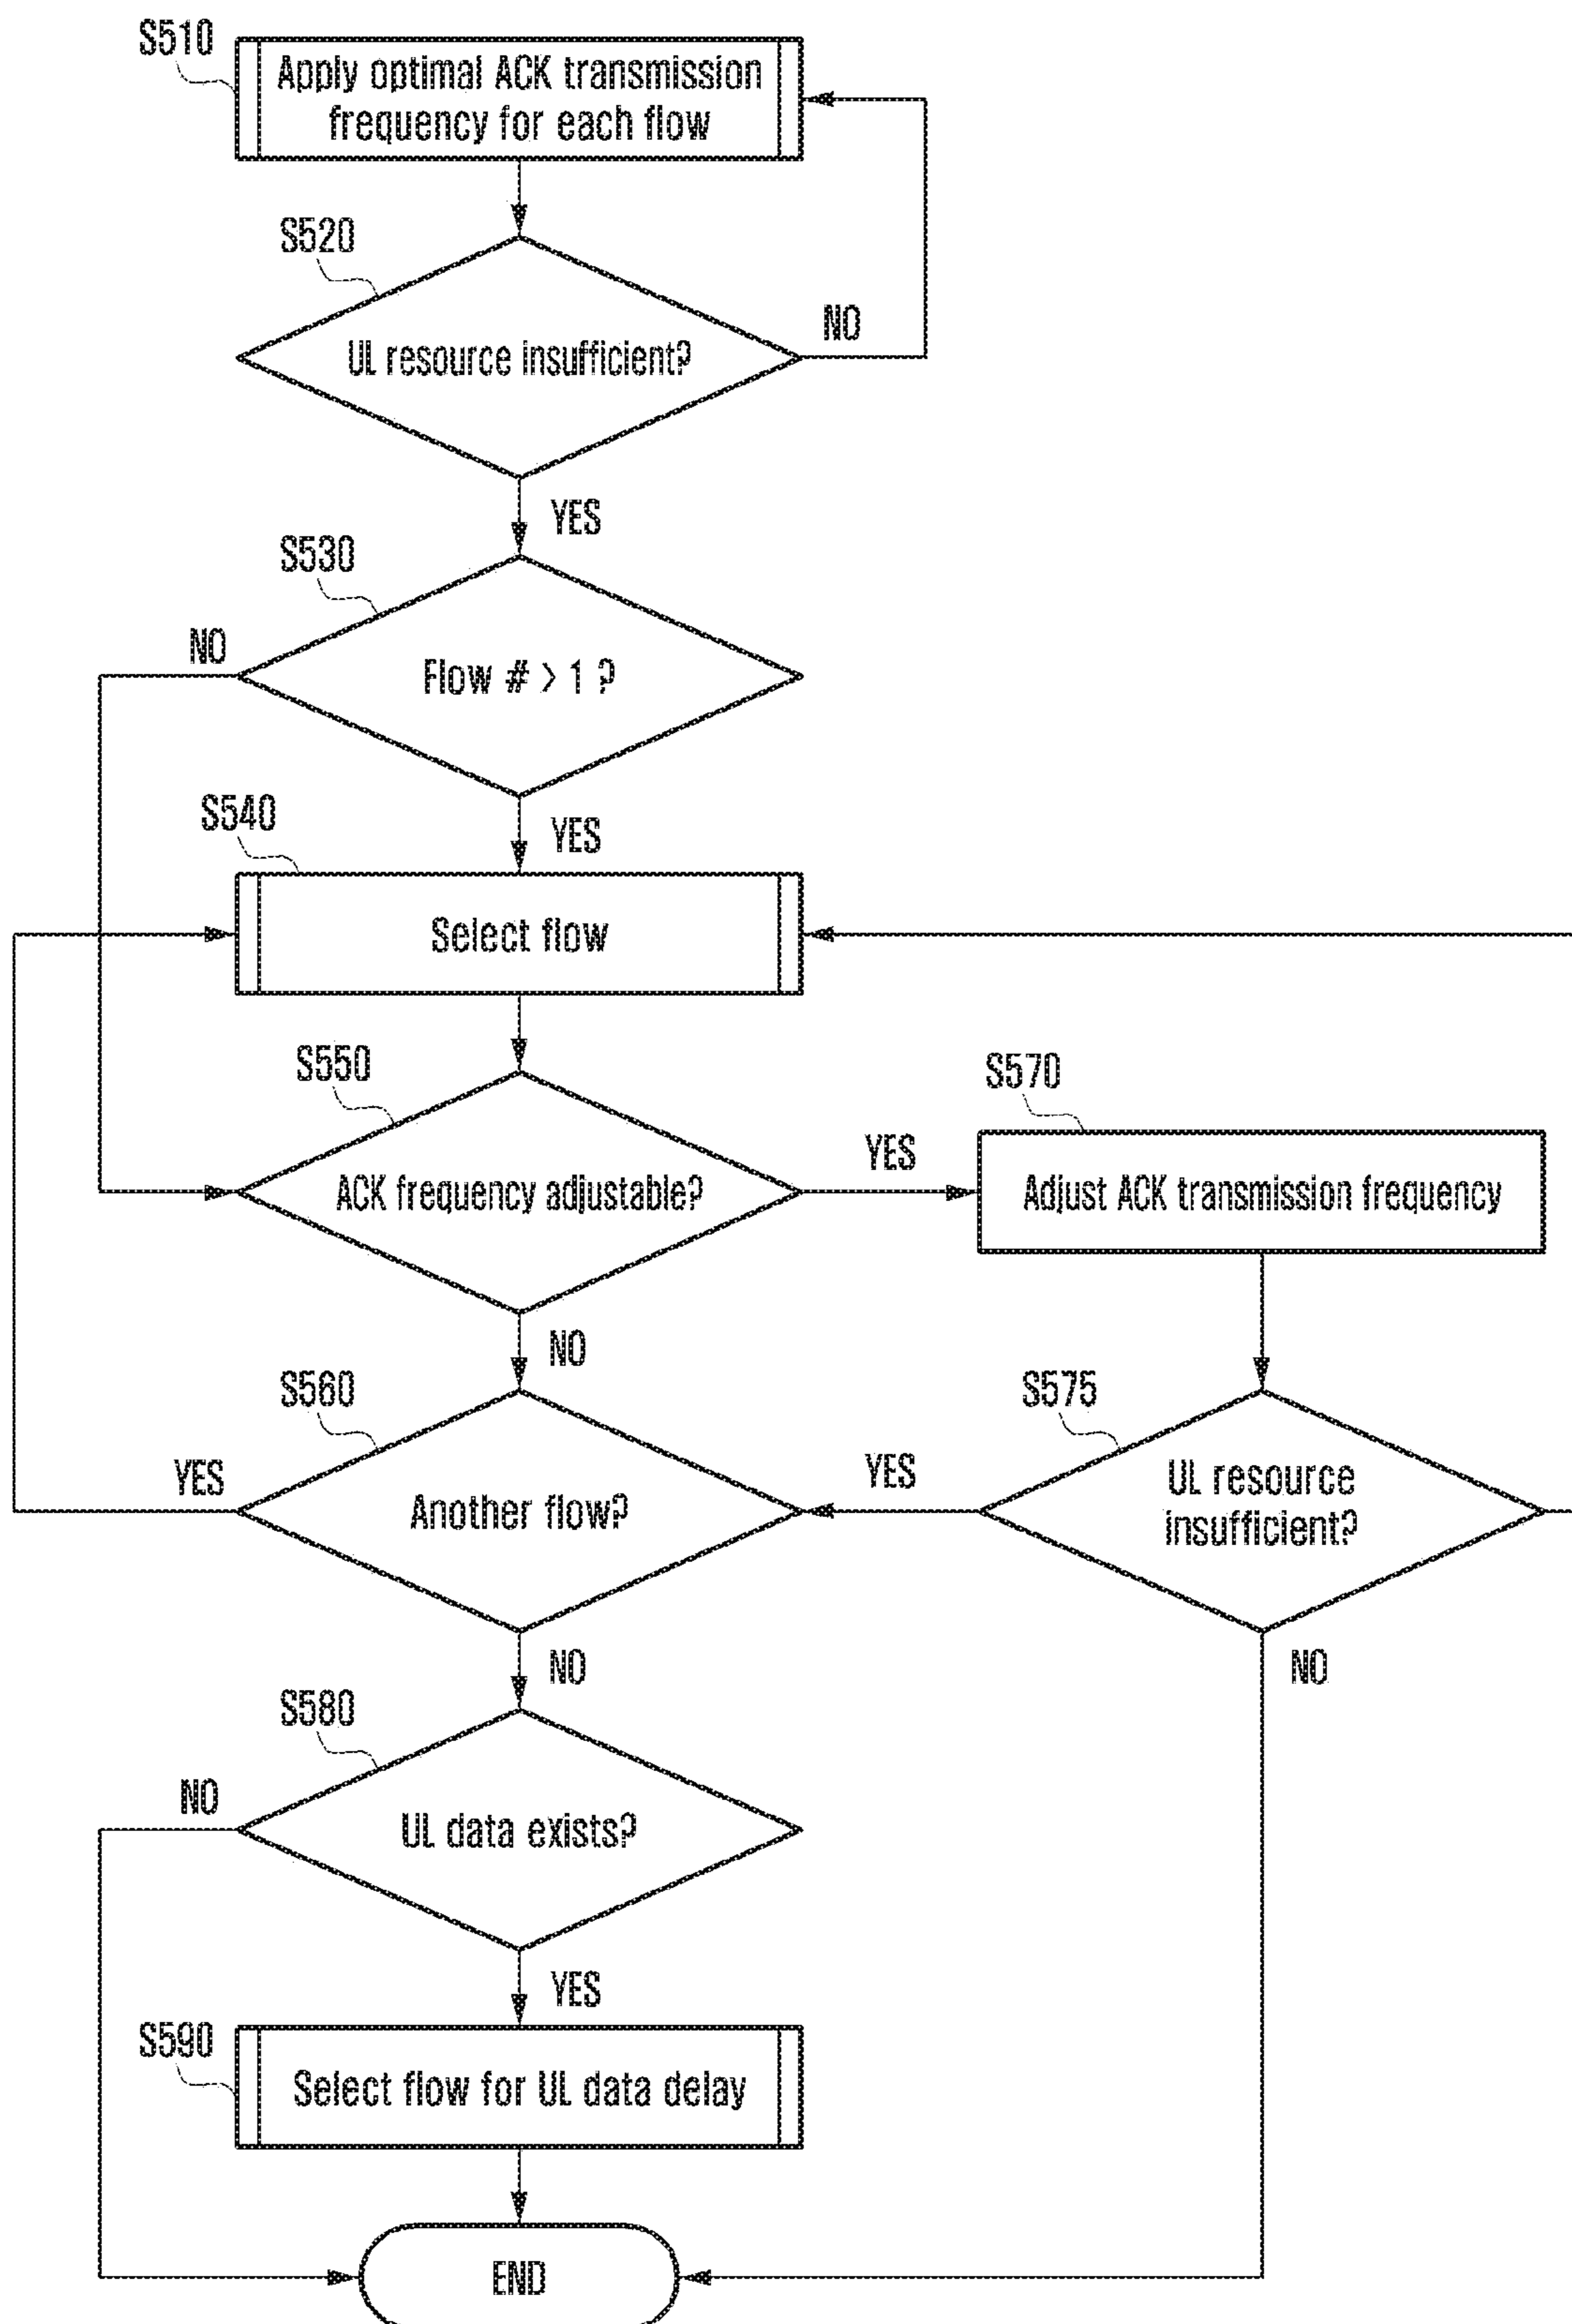 S510
Apply optimal ACK transmission
frequency for each flow
S520
UL resource insufficient?
NO
YES
S530
Flow # > 1 ?
NO
YES
S540
Select flow
S550
ACK frequency adjustable?
YES
S570
Adjust ACK transmission frequency
NO
S560
Another flow?
YES
YES
S575
UL resource
insufficient?
NO
NO
S580
UL data exists?
NO
YES
S590
Select flow for UL data delay
END